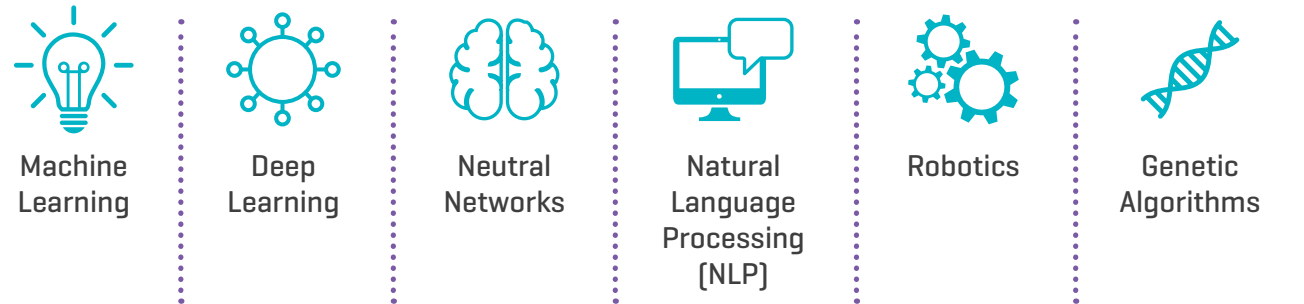 Machine
Learning
Deep
Learning
Neutral
Networks
Natural
Language
Processing
(NLP)
Robotics
Genetic
Algorithms